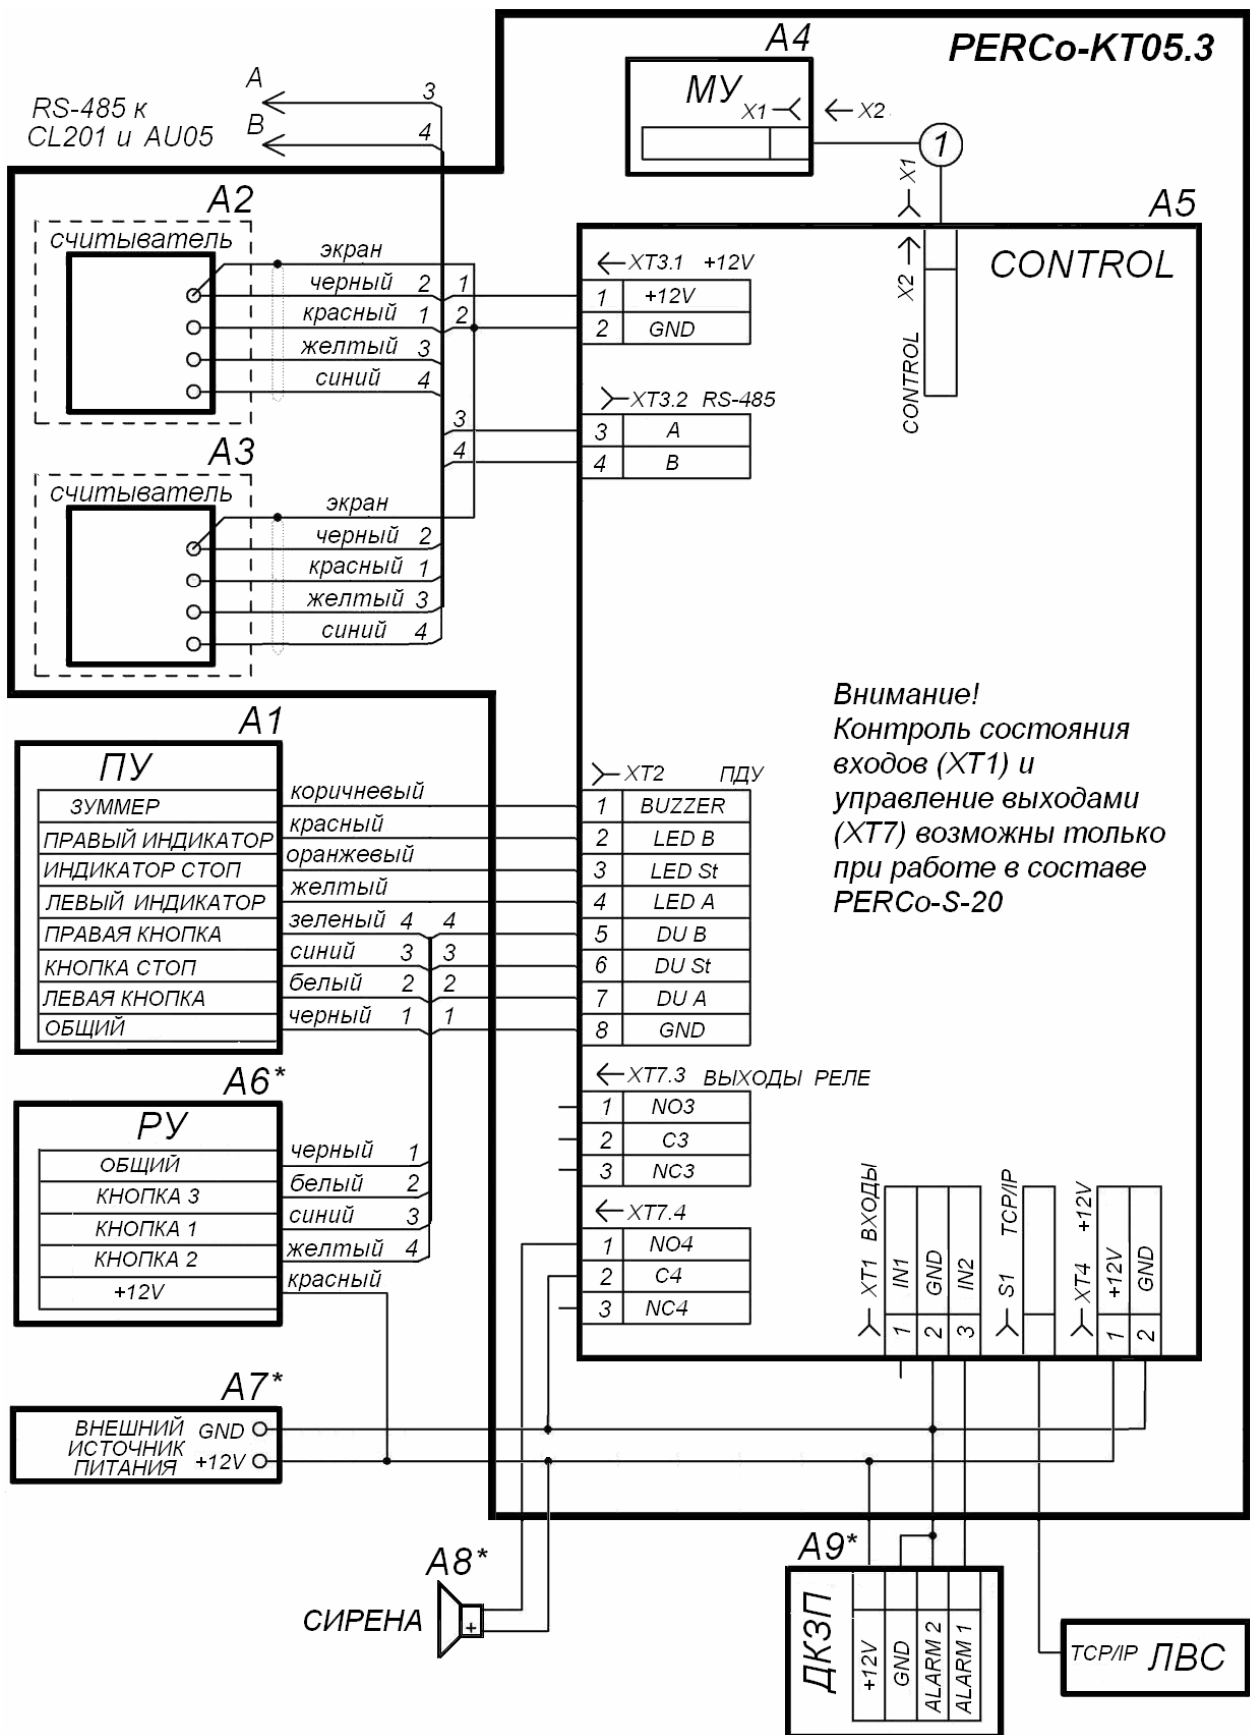 PERCo-KT05.3
A4
МУ
X1
X2
1
X1
A
3
RS-485 к
CL201 и AU05
B
4
A5
CONTROL
X2
CONTROL
A2
считыватель
экран
черный 2 1
красный 1 2
желтый 3
синий 4
XT3.1 +12V
1 +12V
2 GND
XT3.2 RS-485
3
3 A
4
4 B
A3
считыватель
экран
черный 2
красный 1
желтый 3
синий 4
Внимание!
Контроль состояния
входов (XT1) и
управление выходами
(XT7) возможны только
при работе в составе
PERCo-S-20
A1
ПУ
ЗУММЕР
ПРАВЫЙ ИНДИКАТОР
ИНДИКАТОР СТОП
ЛЕВЫЙ ИНДИКАТОР
ПРАВАЯ КНОПКА
КНОПКА СТОП
ЛЕВАЯ КНОПКА
ОБЩИЙ
коричневый
красный
оранжевый
желтый
зеленый 4 4
синий 3 3
белый 2 2
черный 1 1
XT2 ПДУ
1 BUZZER
2 LED B
3 LED St
4 LED A
5 DU B
6 DU St
7 DU A
8 GND
XT7.3 ВЫХОДЫ РЕЛЕ
1 NO3
2 C3
3 NC3
XT7.4
1 NO4
2 C4
3 NC4
A6*
РУ
ОБЩИЙ
КНОПКА 3
КНОПКА 1
КНОПКА 2
+12V
черный 1
белый 2
синий 3
желтый 4
красный
XT1 ВХОДЫ
1 IN1
2 GND
3 IN2
S1 TCP/IP
XT4 +12V
1 +12V
2 GND
A7*
ВНЕШНИЙ
ИСТОЧНИК
ПИТАНИЯ
GND
+12V
A8*
СИРЕНА
+
A9*
ДКЗП
+12V
GND
ALARM 2
ALARM 1
TCP/IP ЛВС